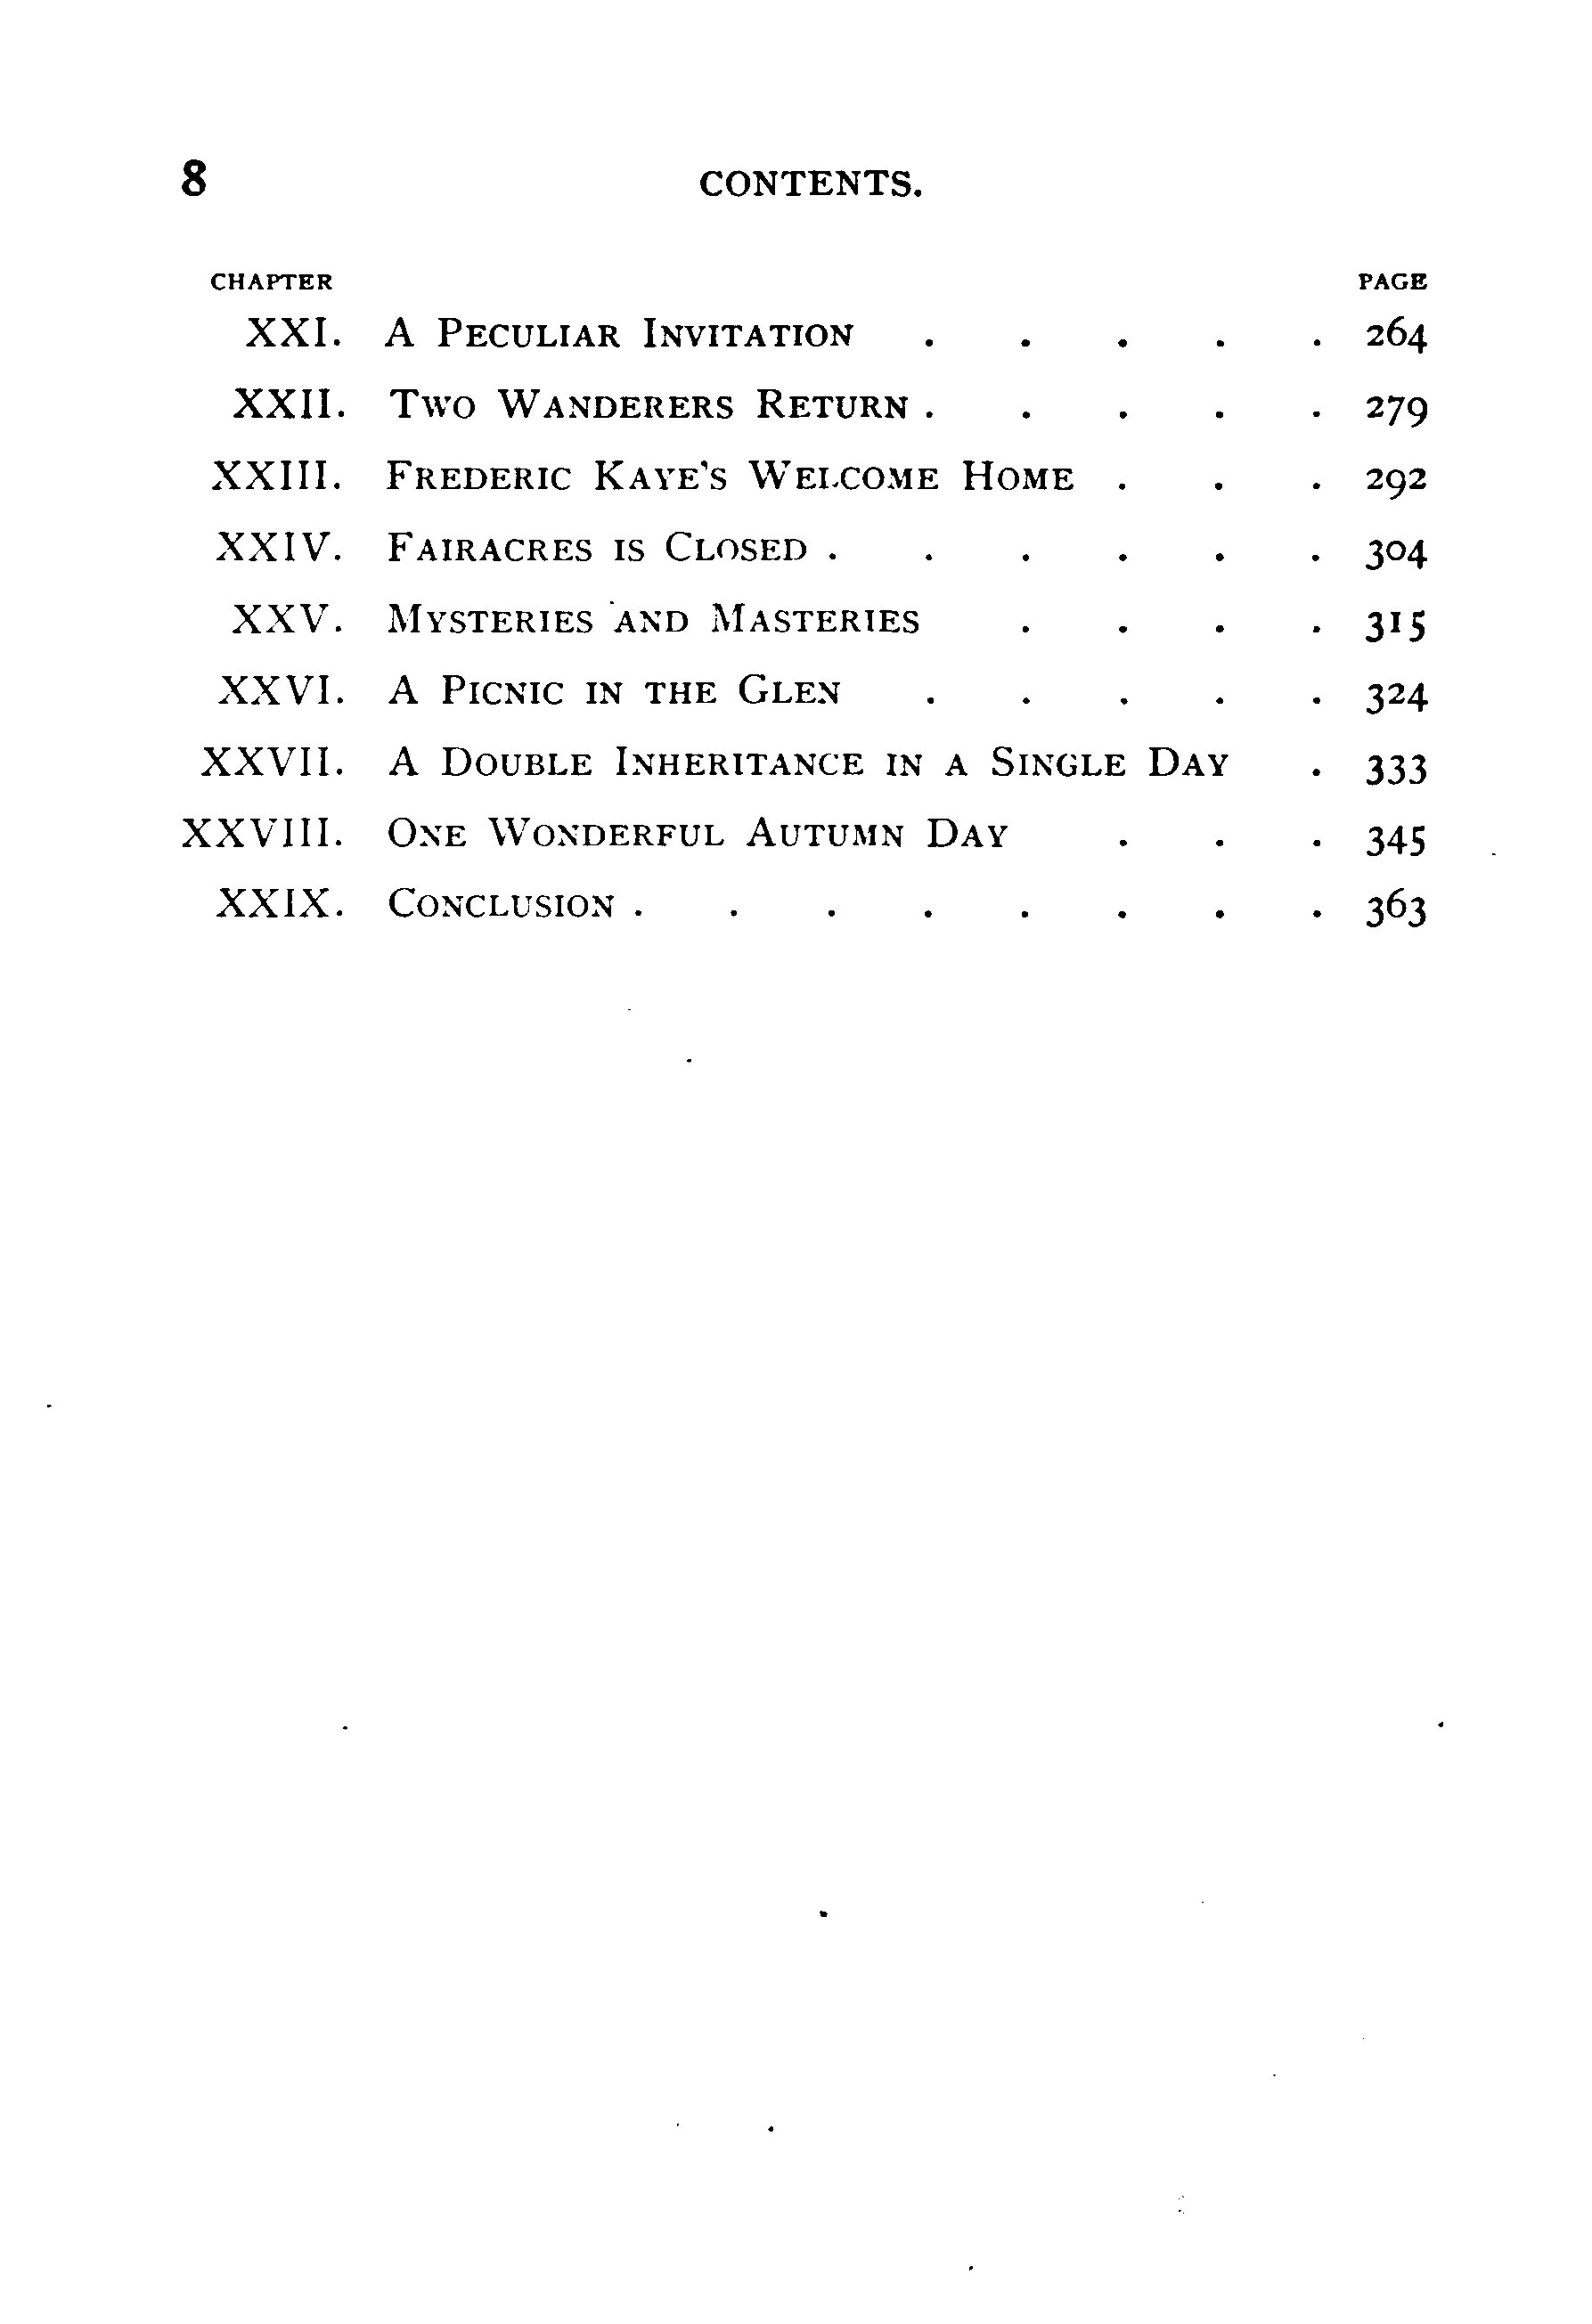 8 CONTENTS.
CHAPTER PAGE
XXI. A PECULIAR INVITATION . . . . . 264
XXII. TWO WANDERERS RETURN . . . . . 279
XXIII. FREDERIC KAYE'S WELCOME HOME . . . 292
XXIV. FAIRACRES IS CLOSED . . . . . . 304
XXV. MYSTERIES AND MASTERIES . . . . 315
XXVI. A PICNIC IN THE GLEN . . . . . 324
XXVII. A DOUBLE INHERITANCE IN A SINGLE DAY . 333
XXVIII. ONE WONDERFUL AUTUMN DAY . . . 345
XXIX. CONCLUSION . . . . . . . . 363